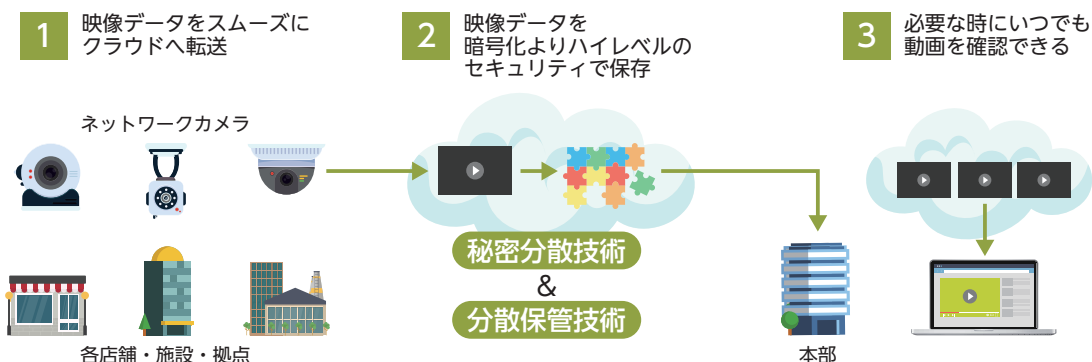 1
映像データをスムーズに
クラウドへ転送
2
映像データを
暗号化よりハイレベルの
セキュリティで保存
3
必要な時にいつでも
動画を確認できる
ネットワークカメラ
秘密分散技術
&
分散保管技術
各店舗・施設・拠点
本部